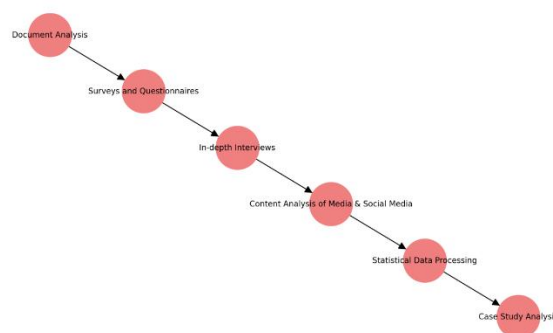 Document Analysis
Surveys and Questionnaires
In-depth Interviews
Content Analysis of Media & Social Media
Statistical Data Processing
Case Study Analysis